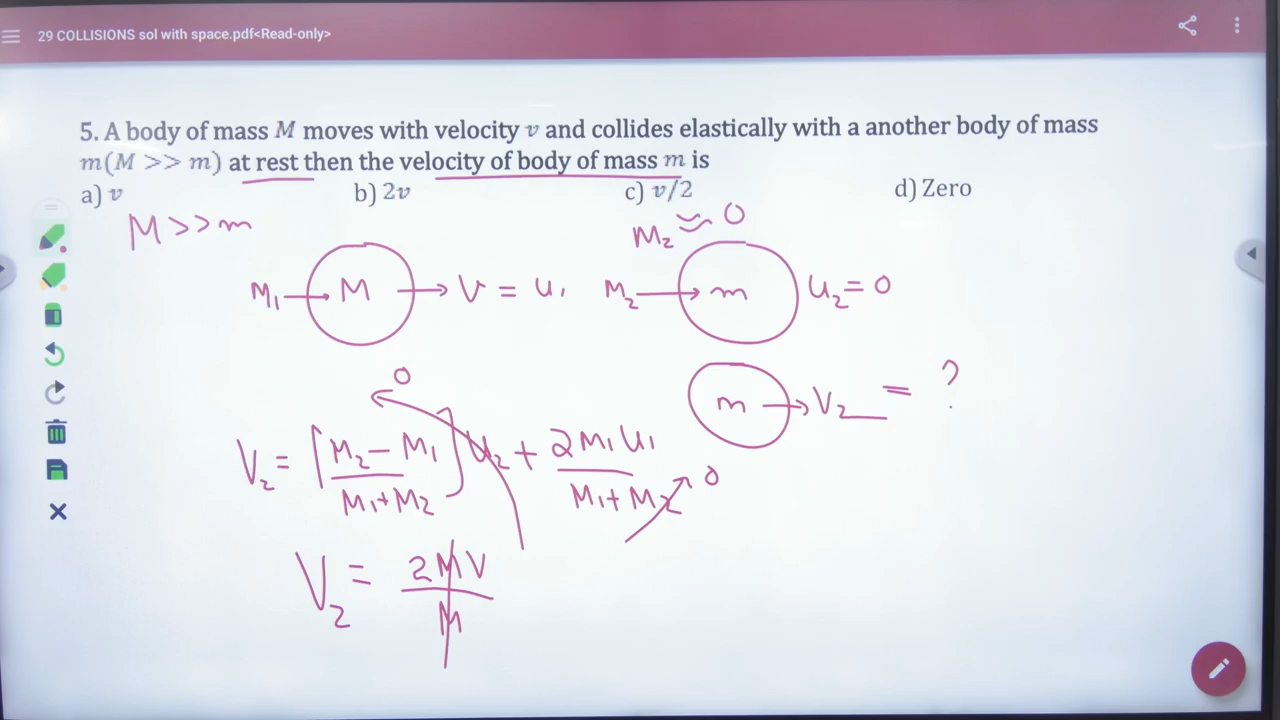 29 COLLISIONS sol with space.pdf<Read-only>
5. A body of mass M moves with velocity v and collides elastically with a another body of mass
m(M >> m) at rest then the velocity of body of mass m is
a) v b) 2v c) v/2 d) Zero
M >> m
M₂ ≈ 0
M₁ → M → V = u₁ M₂ → m u₂ = 0
m → V₂ = ?
0
V₂ = [M₂ - M₁ / M₁ + M₂] u₂ + 2M₁u₁ / M₁ + M₂ 0
V₂ = 2MV / M